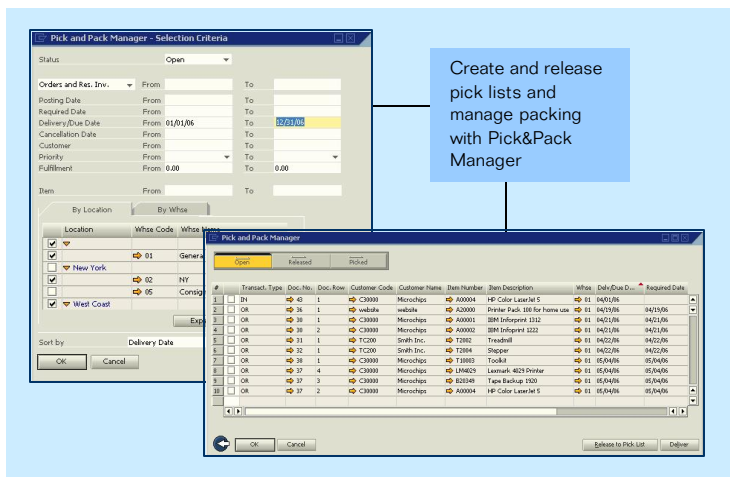 Pick and Pack Manager - Selection Criteria
Status Open
Orders and Res. Inv. From To
Posting Date From To
Required Date From To
Delivery/Due Date From 01/01/06 To 12/31/06
Cancellation Date From To
Customer From To
Priority From To
Fulfillment From 0.00 To 0.00
Item From To
By Location By Whse
Location Whse Code Whse Name
01 Genera
New York
02 NY
05 Consign
West Coast
Expa
Sort by Delivery Date
OK Cancel
Create and release
pick lists and
manage packing
with Pick&Pack
Manager
Pick and Pack Manager
Open Released Picked
# Transact. Type Doc. No. Doc. Row Customer Code Customer Name Item Number Item Description Whse Delv/Due D... Required Date
1 IN 43 1 C30000 Microchips A00004 HP Color LaserJet 5 01 04/01/06
2 OR 36 1 website website A20000 Printer Pack 100 for home use 01 04/19/06 04/19/06
3 OR 30 1 C30000 Microchips A00001 IBM Inforprint 1312 01 04/21/06 04/21/06
4 OR 30 2 C30000 Microchips A00002 IBM Infoprint 1222 01 04/21/06 04/21/06
5 OR 31 1 TC200 Smith Inc. T2002 Treadmill 01 04/22/06 04/22/06
6 OR 32 1 TC200 Smith Inc. T2004 Stepper 01 04/22/06 04/22/06
7 OR 38 1 C30000 Microchips T10003 Toolkit 01 05/04/06 05/04/06
8 OR 37 4 C30000 Microchips LM4029 Lexmark 4029 Printer 01 05/04/06 05/04/06
9 OR 37 3 C30000 Microchips B20349 Tape Backup 1920 01 05/04/06 05/04/06
10 OR 37 2 C30000 Microchips A00004 HP Color LaserJet 5 01 05/04/06 05/04/06
OK Cancel Release to Pick List Deliver